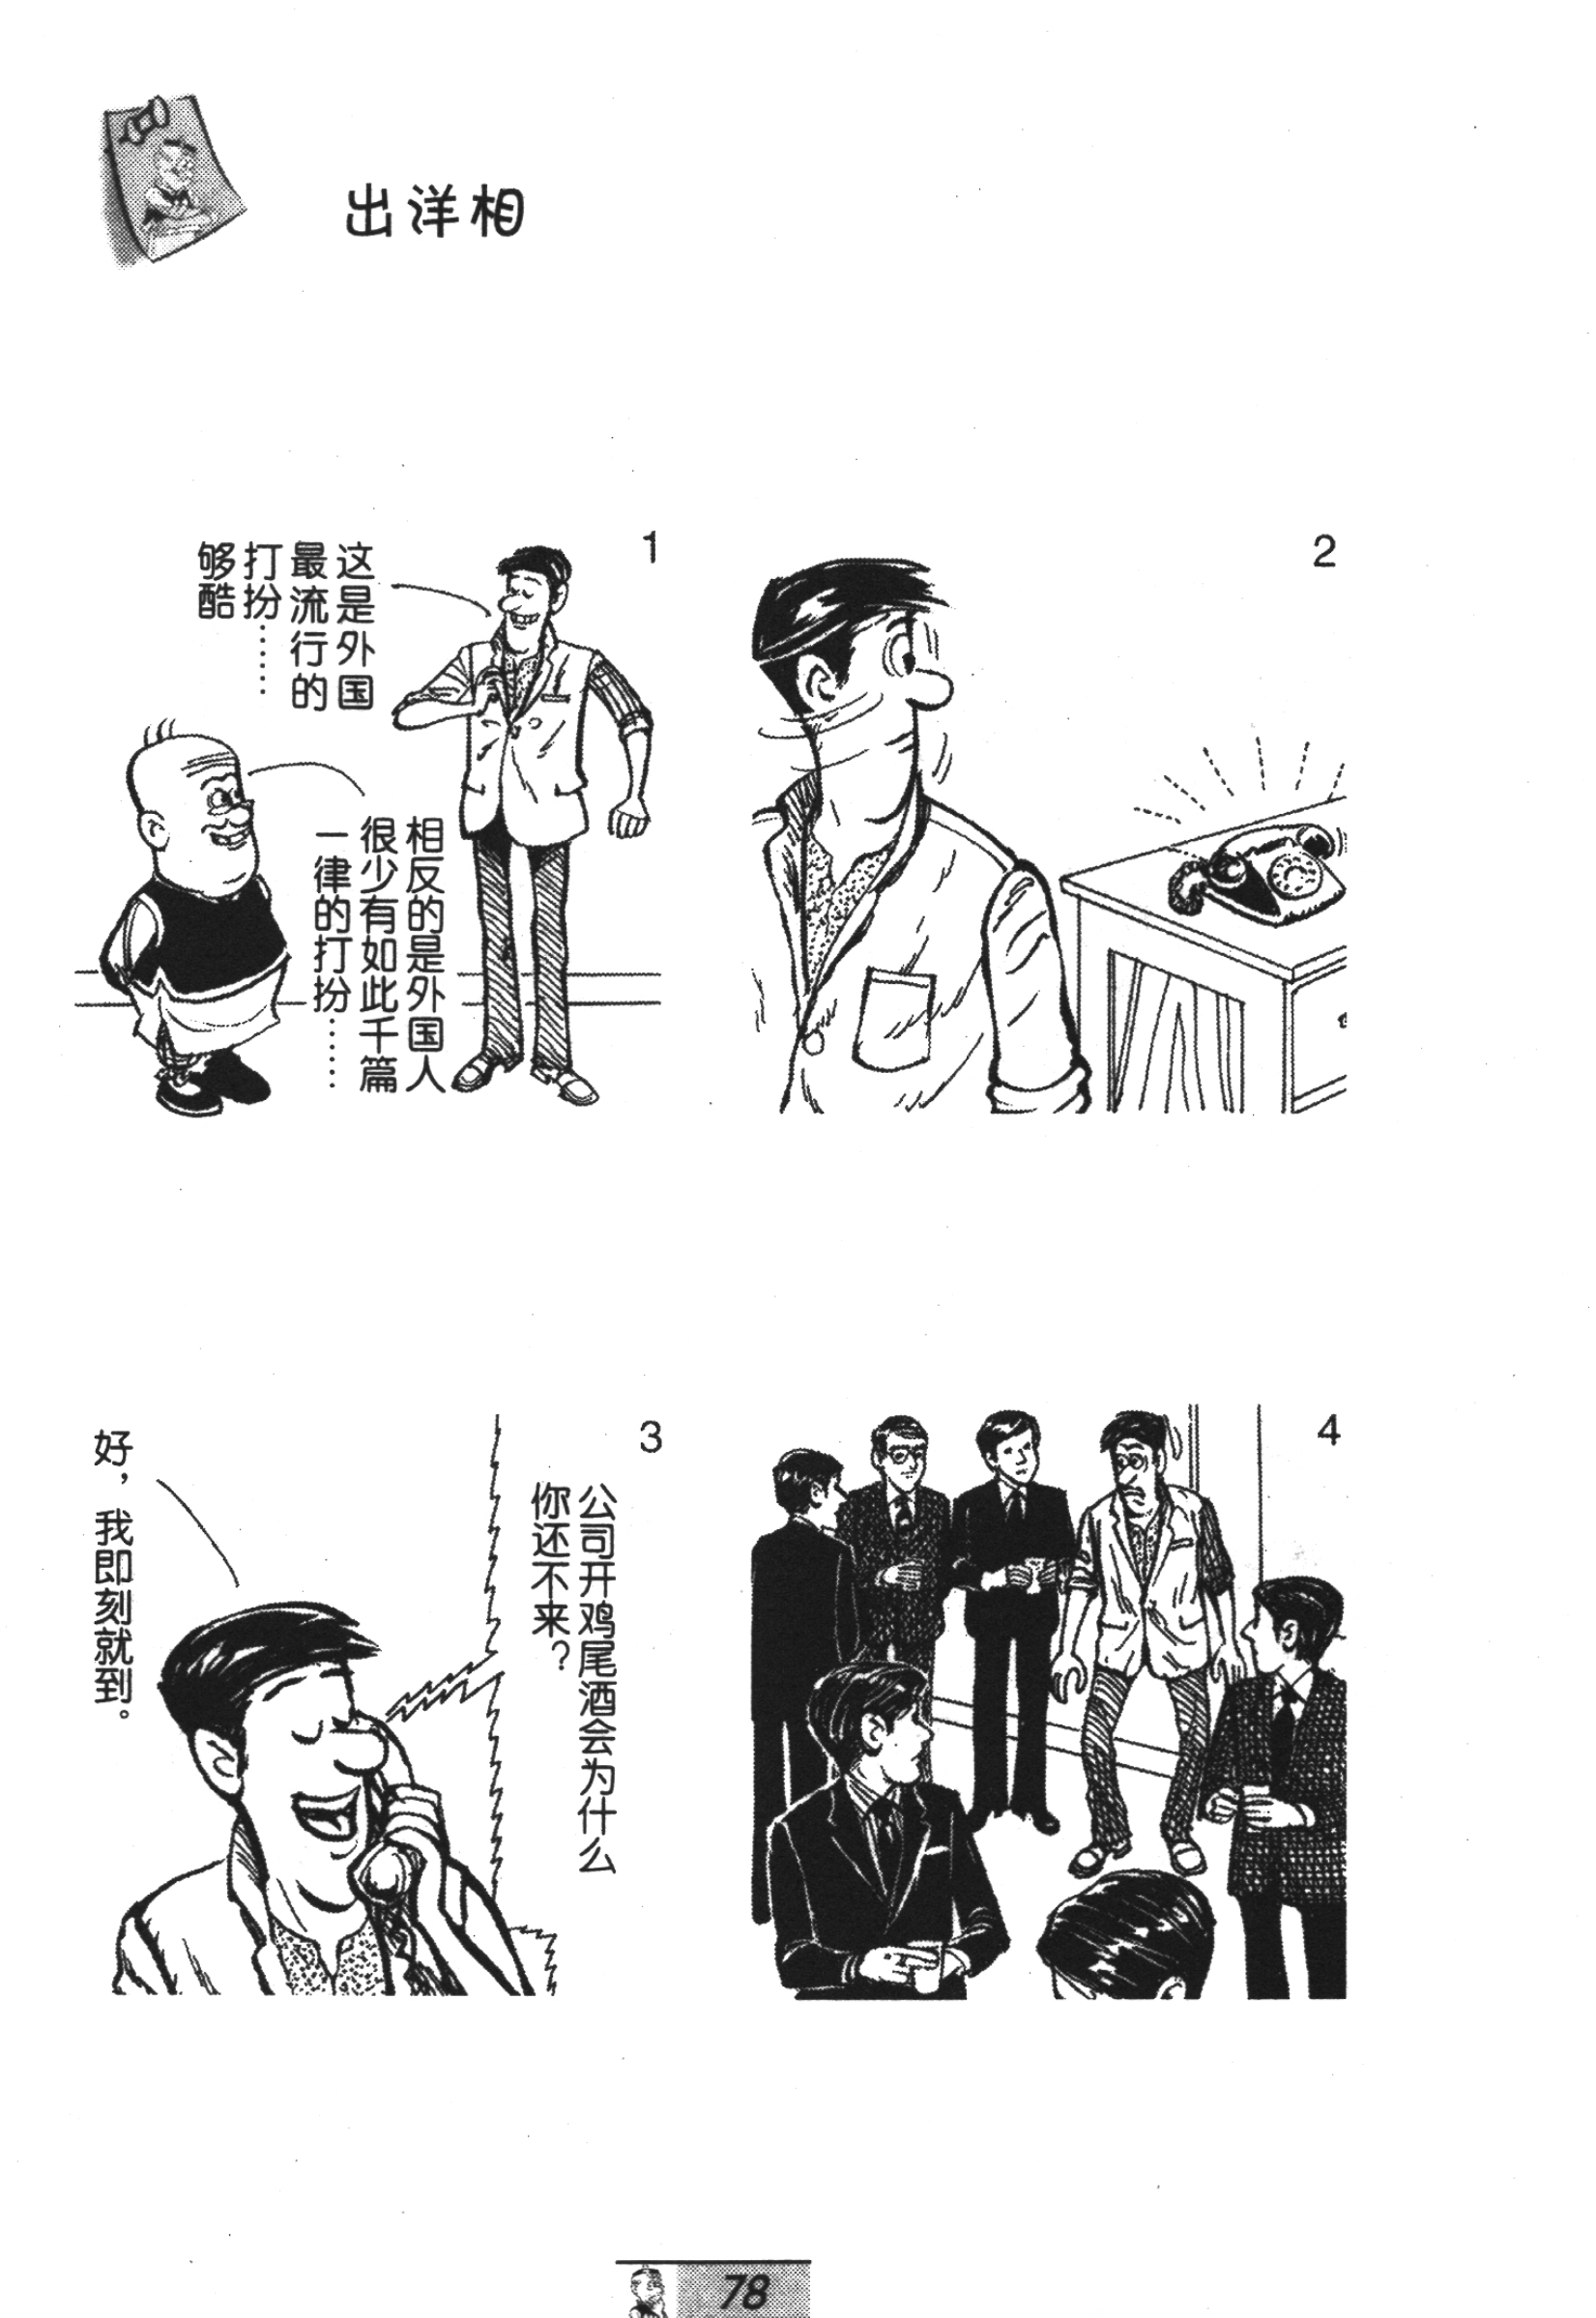 出洋相
1
这是外国
最流行的
打扮……
够酷
相反的是外国人
很少有如此千篇
一律的打扮……
2
3
公司开鸡尾酒会为什么
你还不来？
好，我即刻就到。
4
78